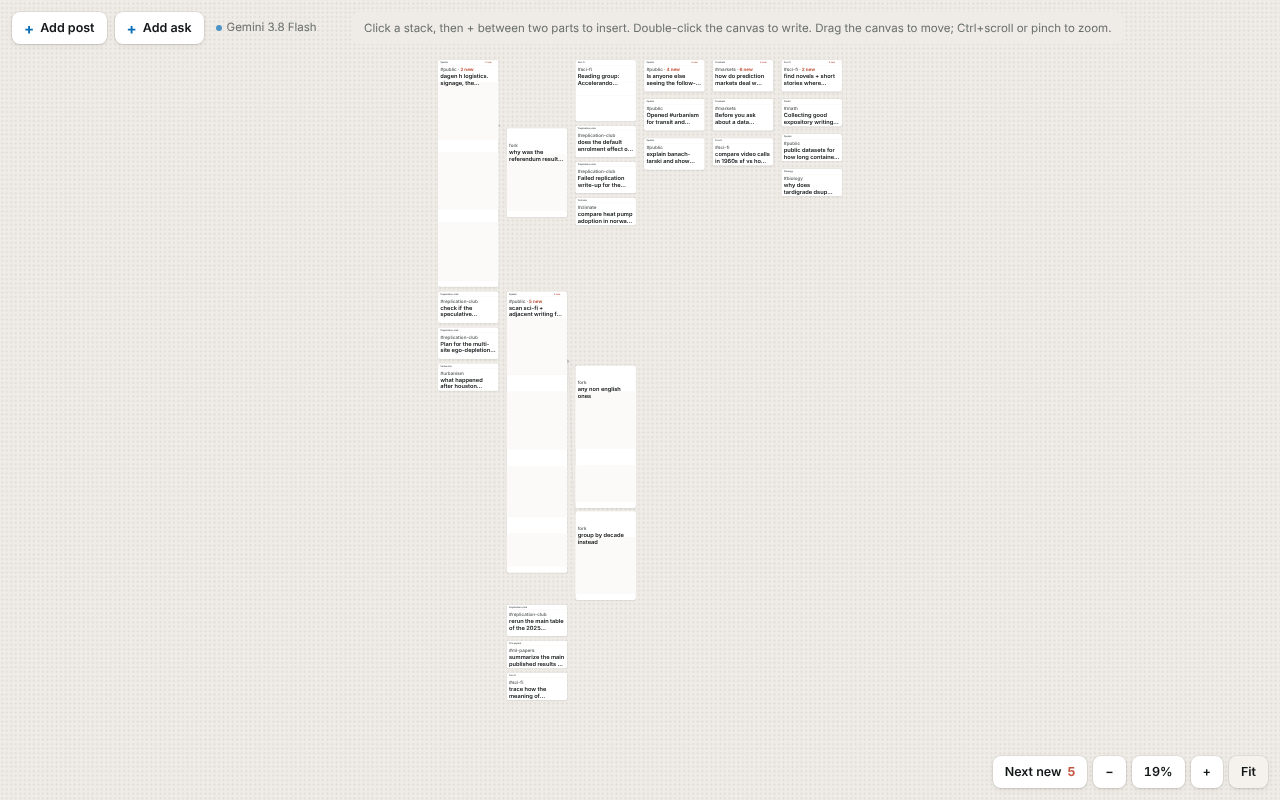 + Add post
+ Add ask
Gemini 3.8 Flash
Click a stack, then + between two parts to insert. Double-click the canvas to write. Drag the canvas to move; Ctrl+scroll or pinch to zoom.
#public · 2 new
dagen h logistics.
signage, the...
#replication-club
check if the
speculative...
#replication-club
Plan for the multi-
site ego-depletion...
#urbanism
what happened
after houston...
fork
why was the
referendum result...
#public · 5 new
scan sci-fi +
adjacent writing f...
#replication-club
rerun the main table
of the 2025...
#ml-papers
summarize the main
published results ...
#sci-fi
trace how the
meaning of...
#sci-fi
Reading group:
Accelerando...
#replication-club
does the default
enrolment effect o...
#replication-club
Failed replication
write-up for the...
#climate
compare heat pump
adoption in norwa...
fork
any non english
ones
fork
group by decade
instead
#public · 4 new
Is anyone else
seeing the follow-...
#public
Opened #urbanism
for transit and...
#public
explain banach-
tarski and show...
#markets · 6 new
how do prediction
markets deal w...
#markets
Before you ask
about a data...
#sci-fi
compare video calls
in 1960s sf vs ho...
#sci-fi · 2 new
find novels + short
stories where...
#math
Collecting good
expository writing...
#public
public datasets for
how long containe...
#biology
why does
tardigrade dsup...
Next new 5
−
19%
+
Fit